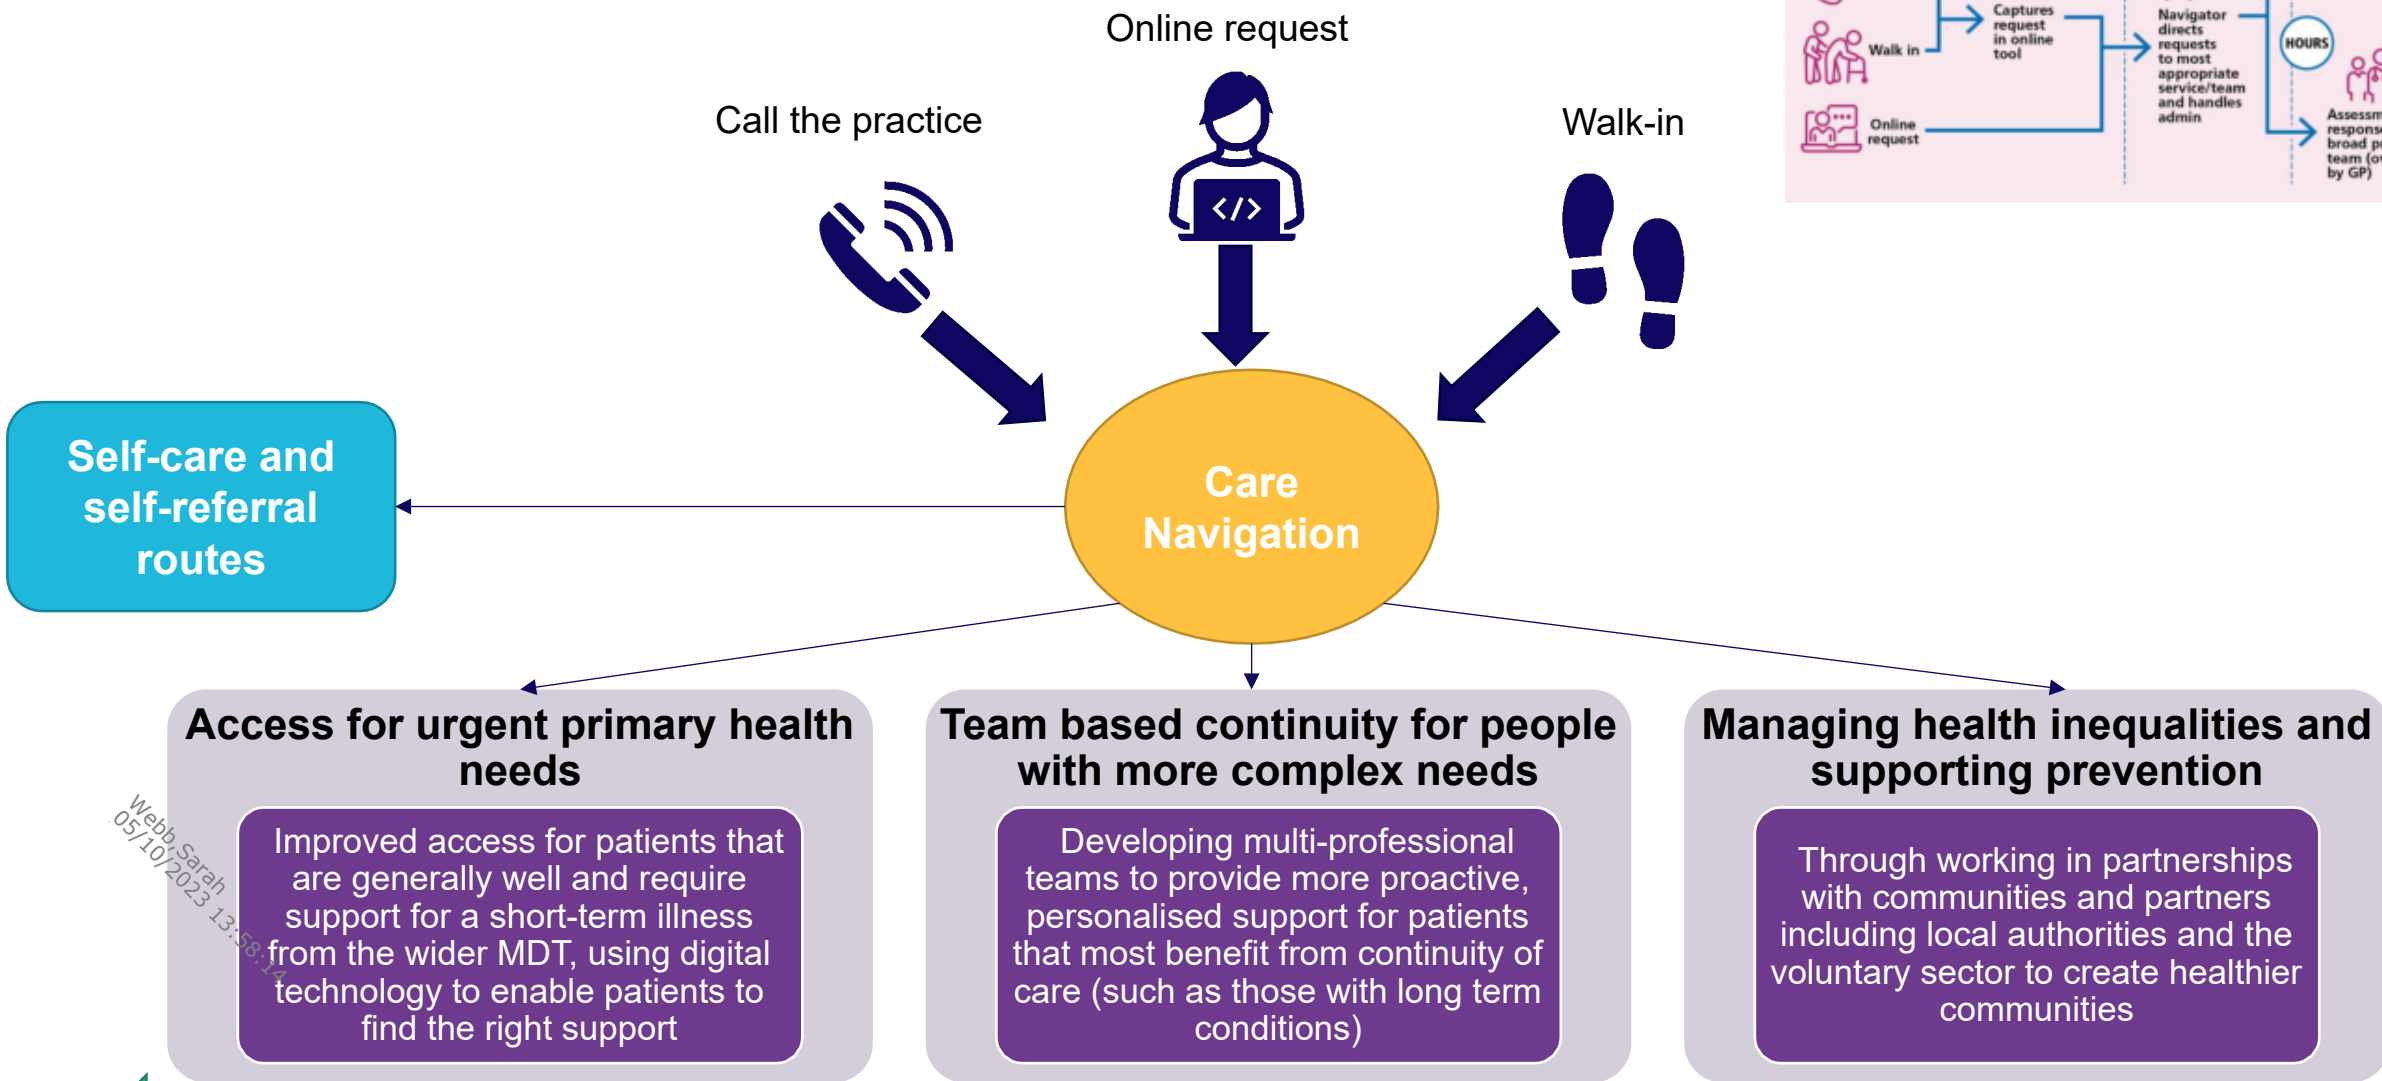 Online request
Call the practice
Walk-in
Captures
request
in online
tool
Walk in
Online
request
Navigator
directs
requests
to most
appropriate
service/team
and handles
admin
HOURS
by GP)
</>
Self-care and
self-referral
routes
Care
Navigation
Access for urgent primary health
needs
Improved access for patients that
are generally well and require
support for a short-term illness
from the wider MDT, using digital
technology to enable patients to
find the right support
Team based continuity for people
with more complex needs
Developing multi-professional
teams to provide more proactive,
personalised support for patients
that most benefit from continuity of
care (such as those with long term
conditions)
Managing health inequalities and
supporting prevention
Through working in partnerships
with communities and partners
including local authorities and the
voluntary sector to create healthier
communities
Webb,Sarah
05/10/2023 13:58:14